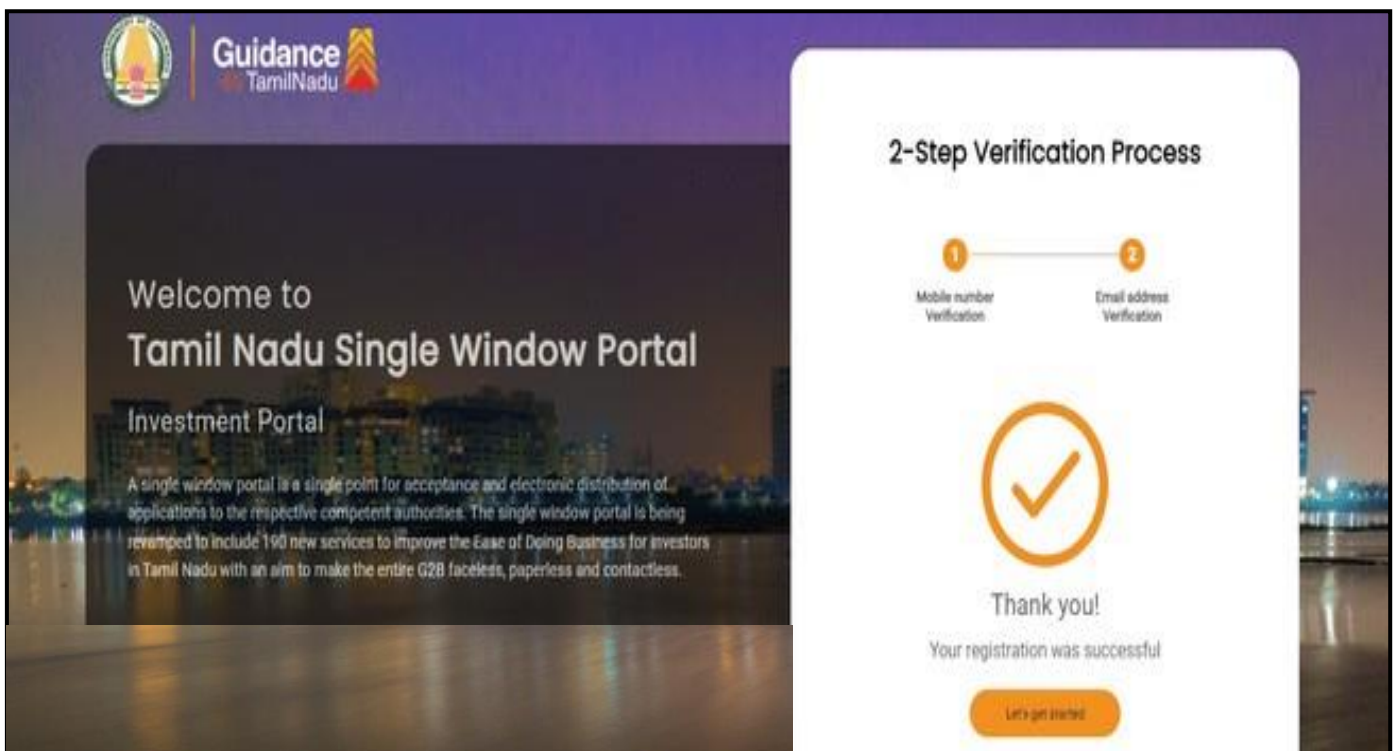 Guidance
TamilNadu
Welcome to
Tamil Nadu Single Window Portal
Investment Portal
A single window portal is a single point for acceptance and electronic distribution of
applications to the respective competent authorities. The single window portal is being
revamped to include 190 new services to improve the Ease of Doing Business for investors
in Tamil Nadu with an aim to make the entire G2B faceless, paperless and contactless.
2-Step Verification Process
1
2
Mobile number
Verification
Email address
Verification
Thank you!
Your registration was successful
Let's get started